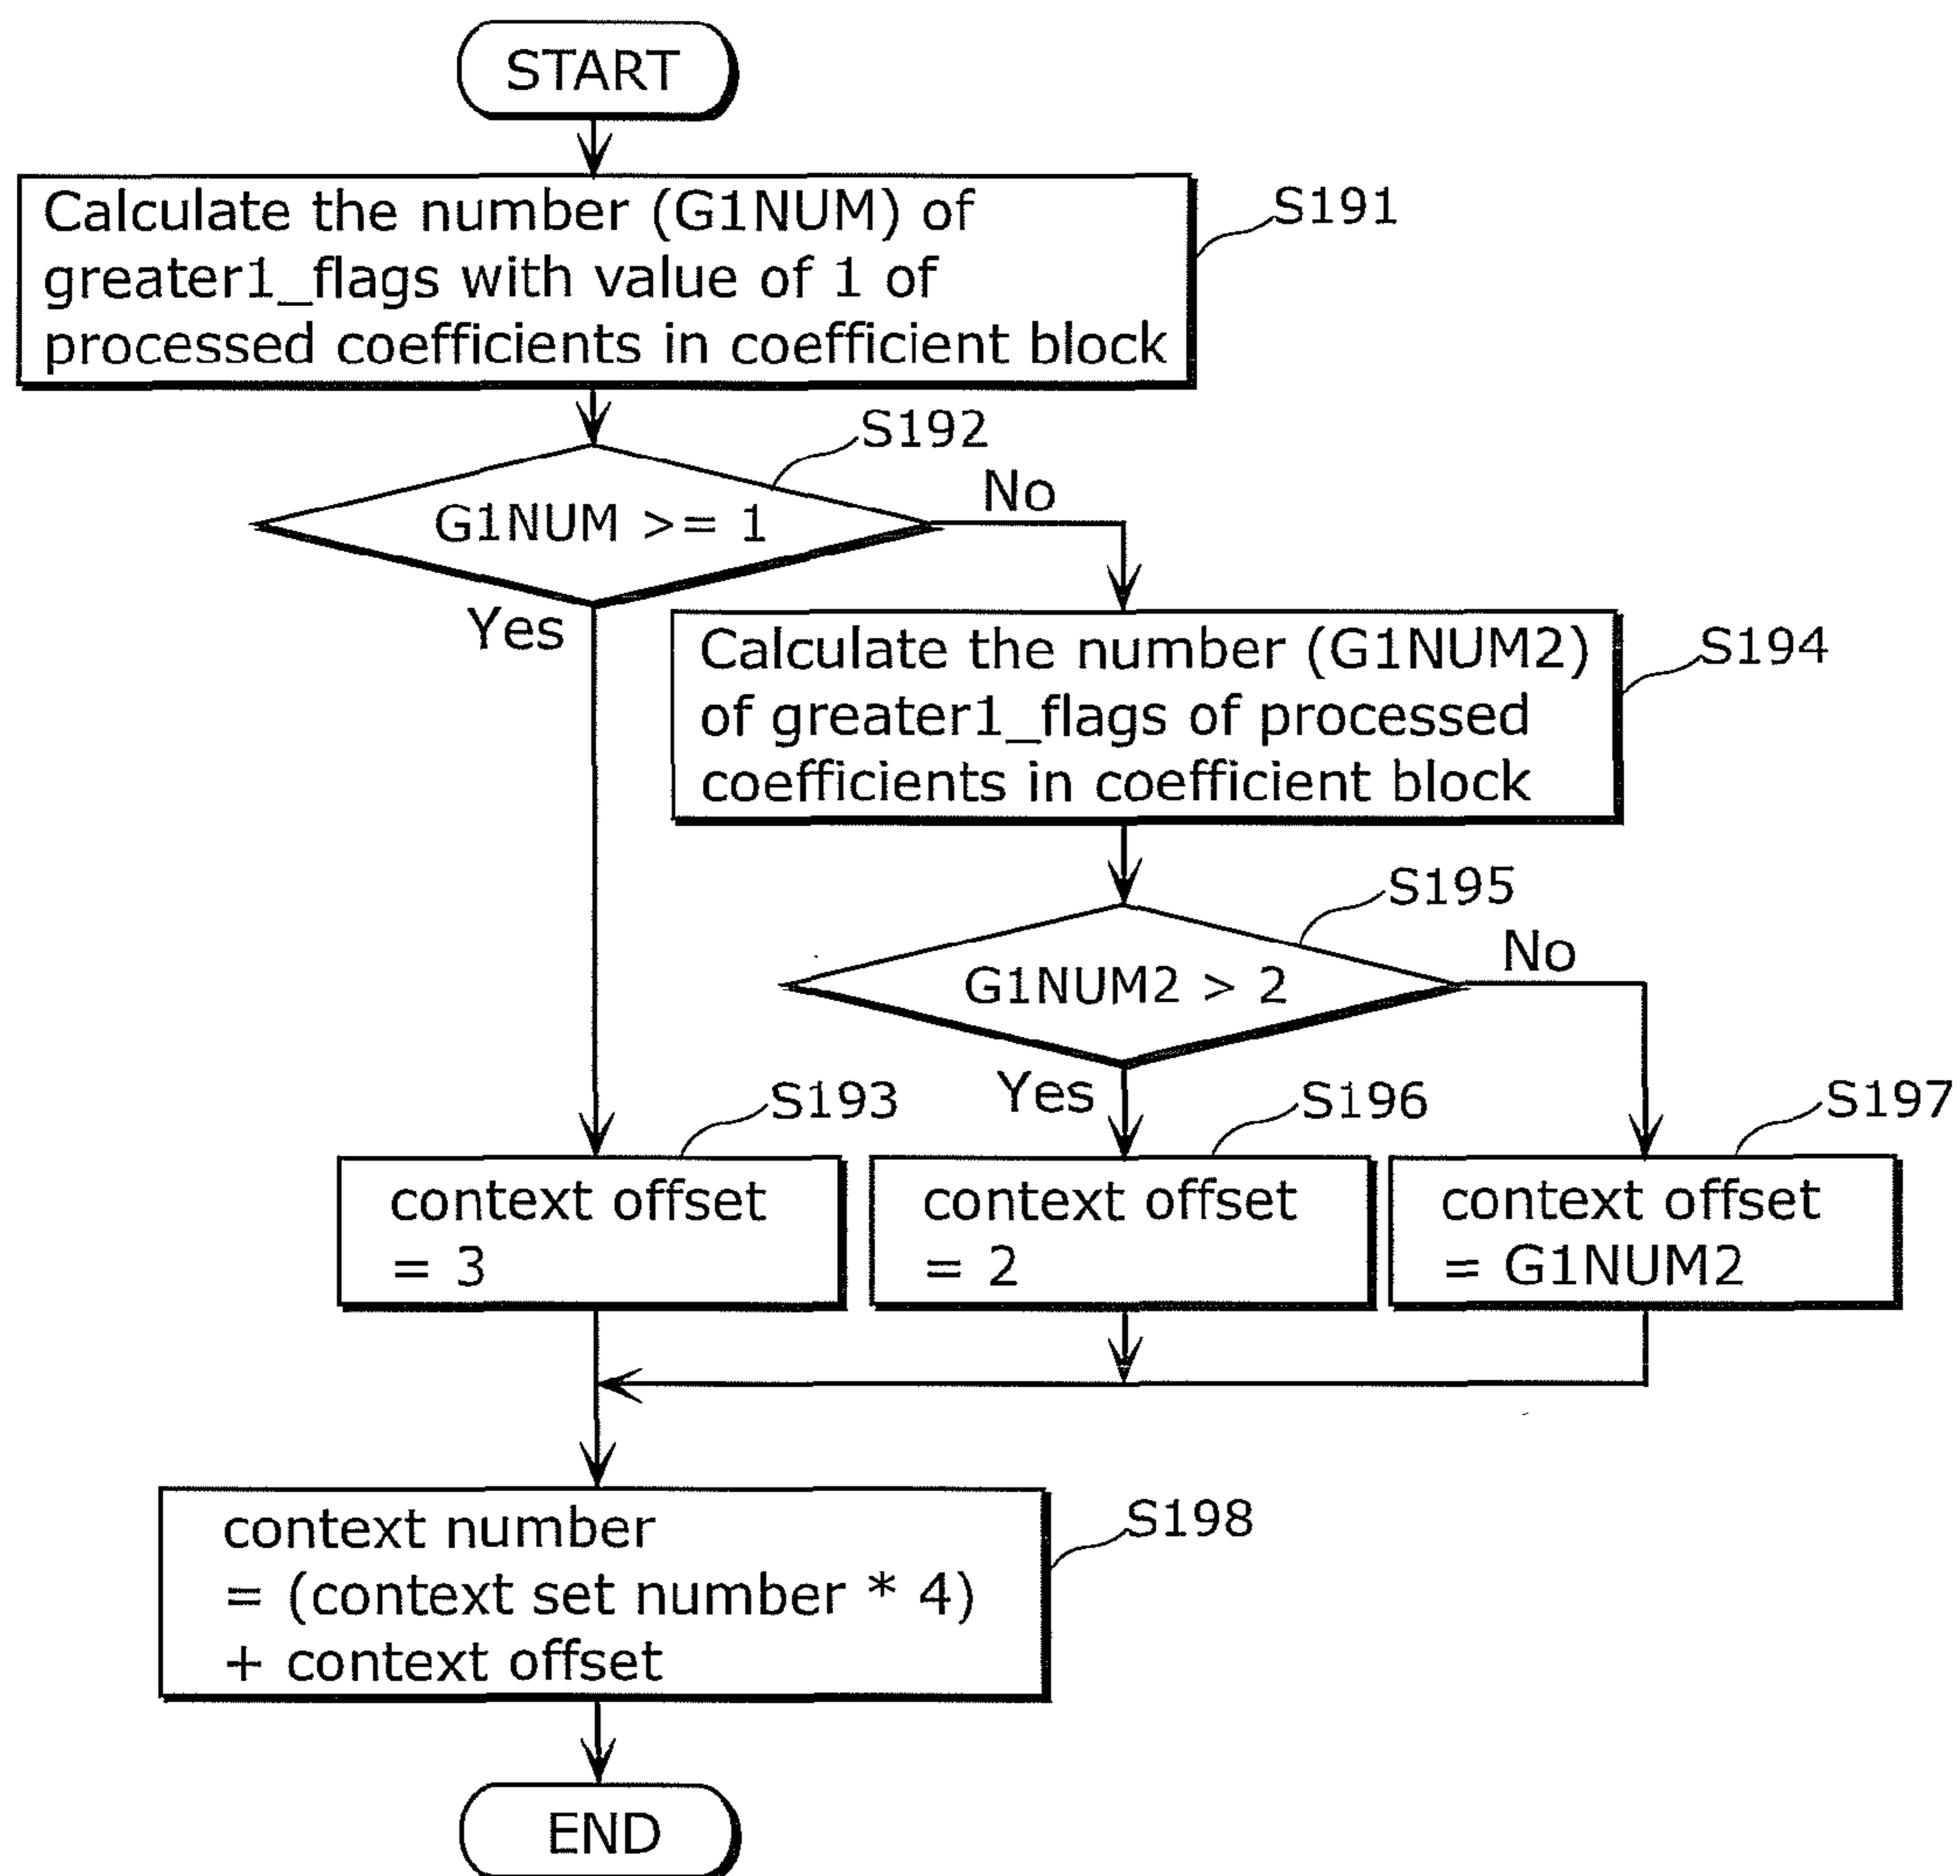 START
Calculate the number (G1NUM) of
greater1_flags with value of 1 of
processed coefficients in coefficient block
S191
S192
G1NUM >= 1
No
Yes
Calculate the number (G1NUM2)
of greater1_flags of processed
coefficients in coefficient block
S194
S195
G1NUM2 > 2
No
Yes
S193
S196
S197
context offset
= 3
context offset
= 2
context offset
= G1NUM2
context number
= (context set number * 4)
+ context offset
S198
END